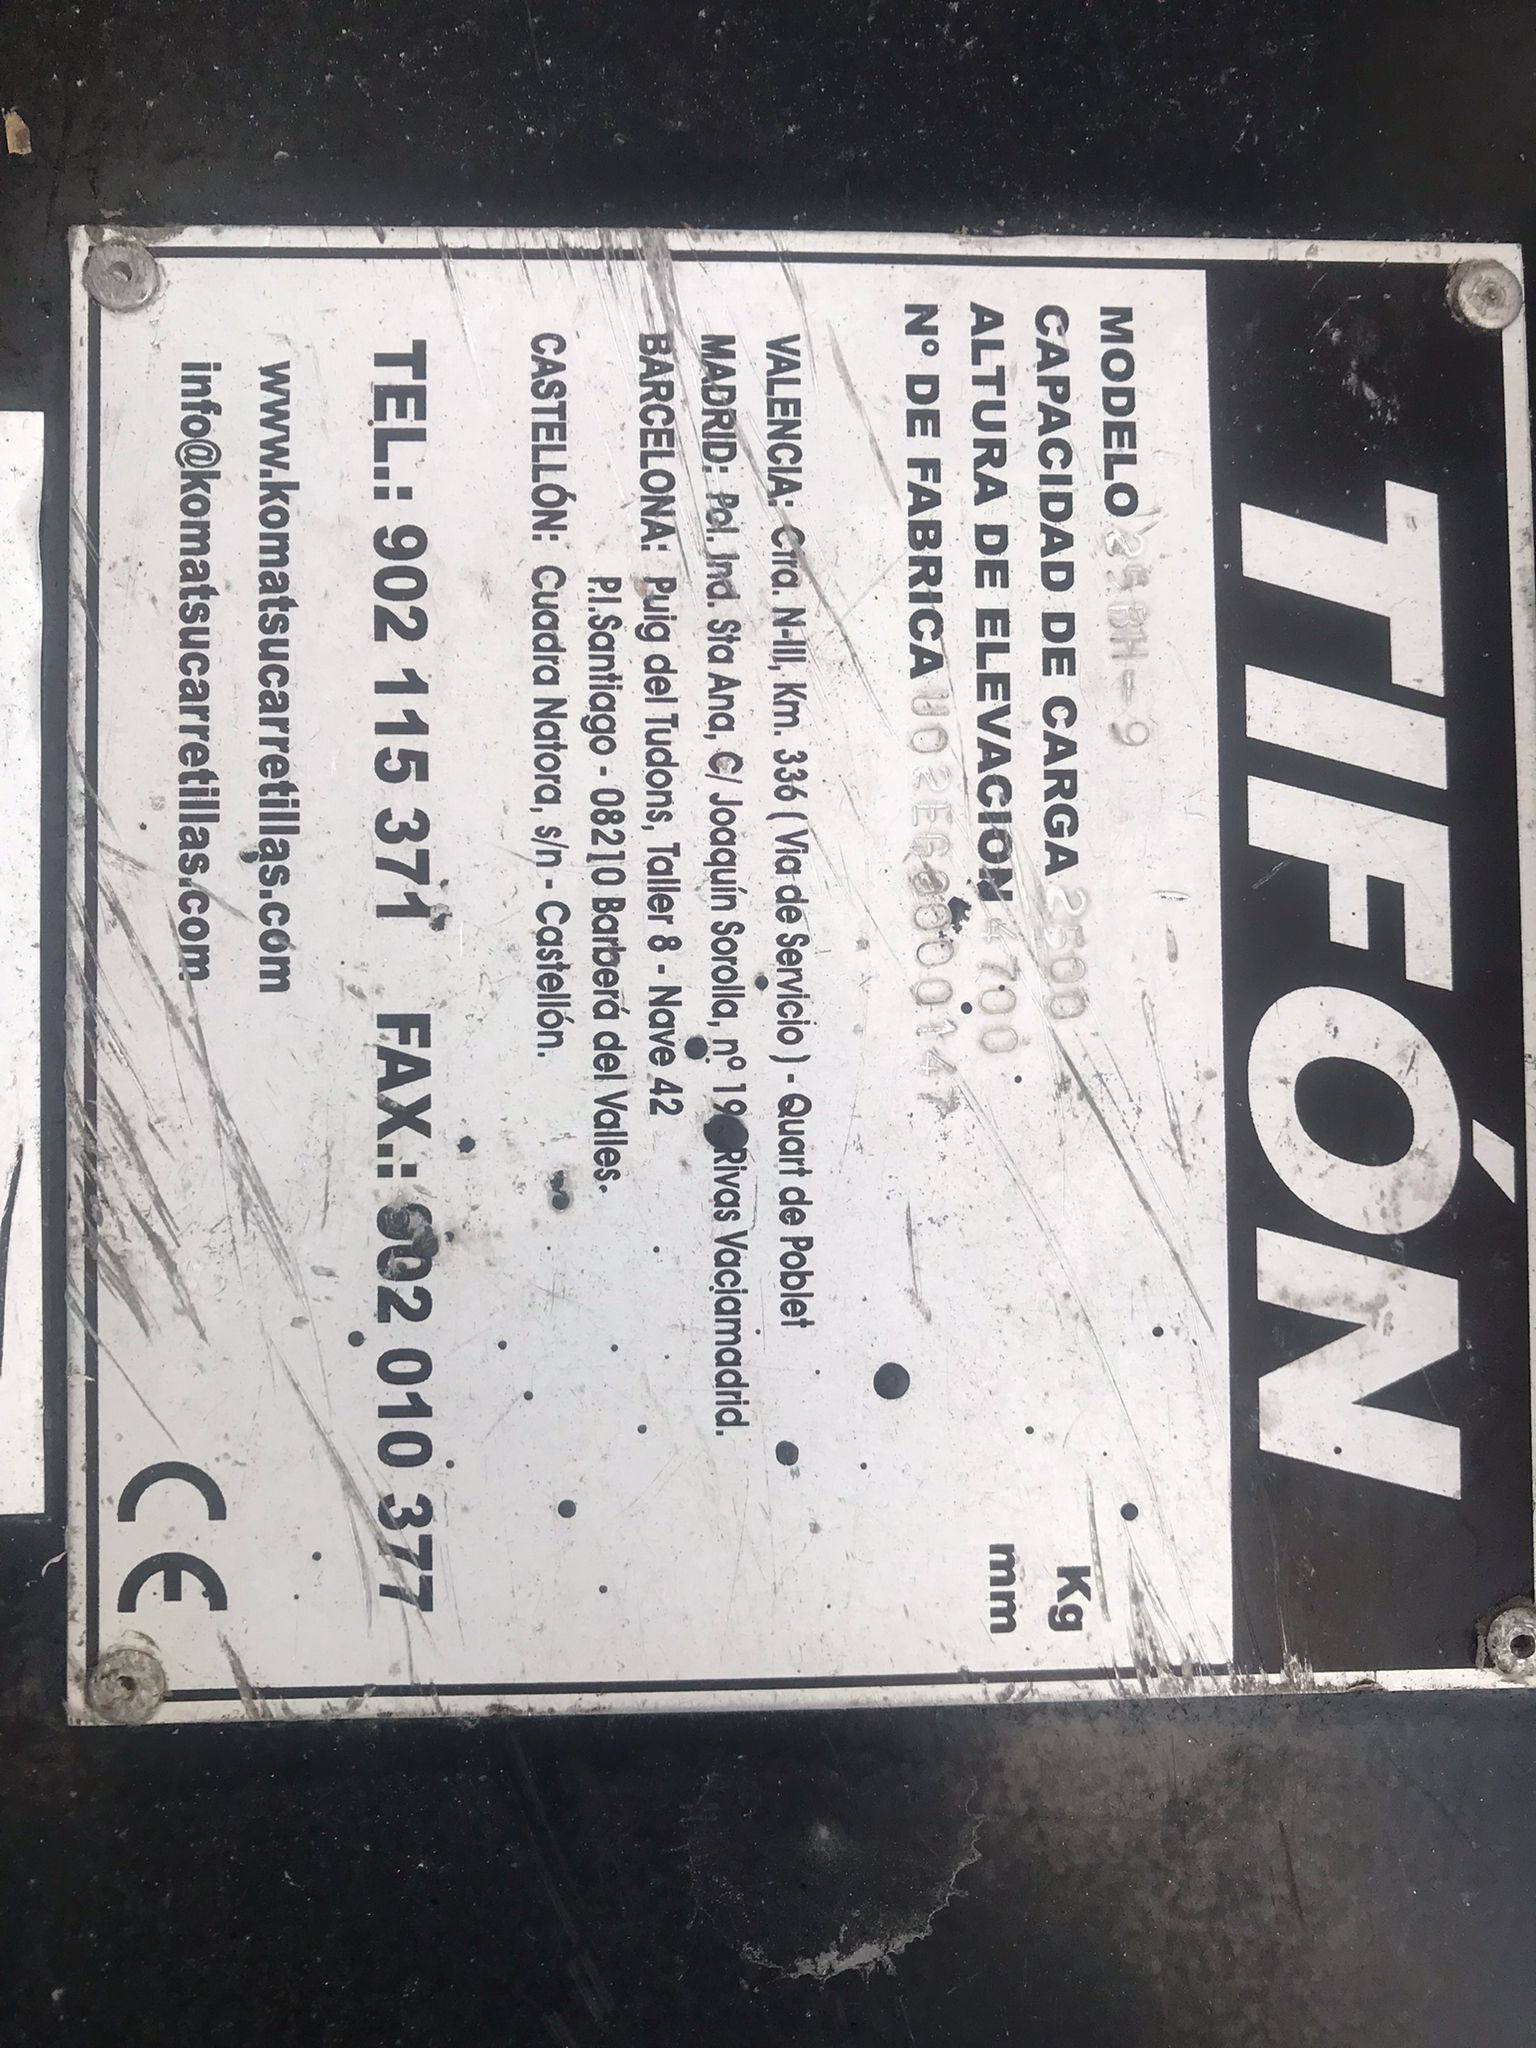 TIFÓN
MODELO 25BH-9
CAPACIDAD DE CARGA 2500 Kg
ALTURA DE ELEVACION 4700 mm
Nº DE FABRICA
VALENCIA: Ctra. N-III, Km. 336 ( Via de Servicio ) - Quart de Poblet
MADRID: Pol. Ind. Sta Ana, C/ Joaquín Sorolla, nº 19 Rivas Vaciamadrid.
BARCELONA: Puig del Tudons, Taller 8 - Nave 42
P.I.Santiago - 08210 Barberá del Valles.
CASTELLÓN: Cuadra Natora, s/n - Castellón.
TEL.: 902 115 371 FAX.: 902 010 377
www.komatsucarretillas.com
info@komatsucarretillas.com
CE